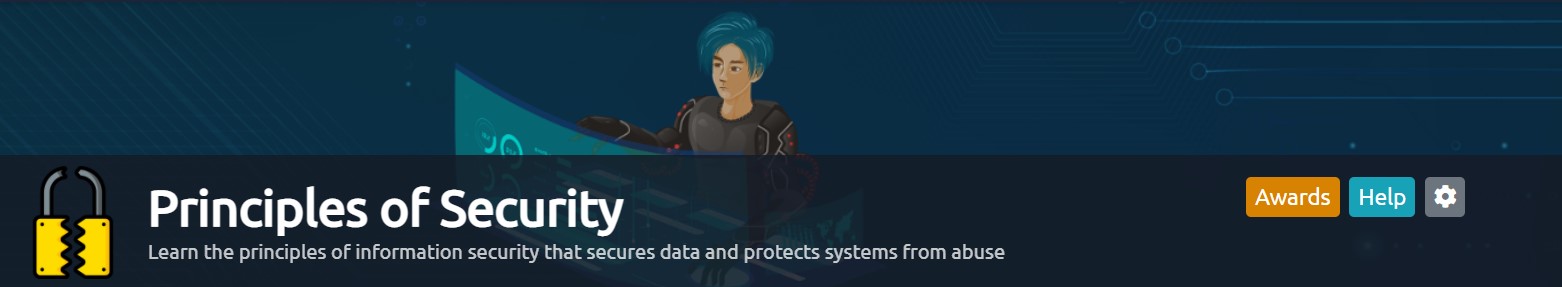 Principles of Security
Awards
Help
Learn the principles of information security that secures data and protects systems from abuse